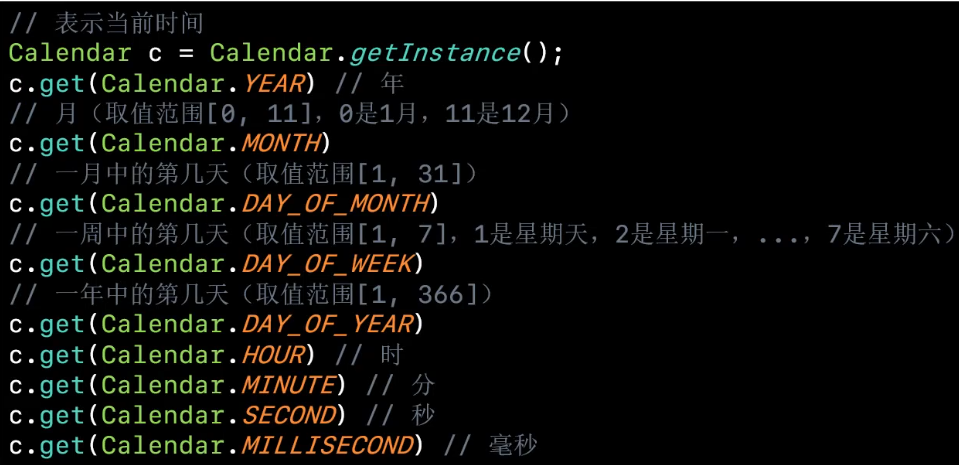 // 表示当前时间
Calendar c = Calendar.getInstance();
c.get(Calendar.YEAR) // 年
// 月（取值范围[0, 11]，0是1月，11是12月）
c.get(Calendar.MONTH)
// 一月中的第几天（取值范围[1, 31]）
c.get(Calendar.DAY_OF_MONTH)
// 一周中的第几天（取值范围[1, 7]，1是星期天，2是星期一，...，7是星期六）
c.get(Calendar.DAY_OF_WEEK)
// 一年中的第几天（取值范围[1, 366]）
c.get(Calendar.DAY_OF_YEAR)
c.get(Calendar.HOUR) // 时
c.get(Calendar.MINUTE) // 分
c.get(Calendar.SECOND) // 秒
c.get(Calendar.MILLISECOND) // 毫秒